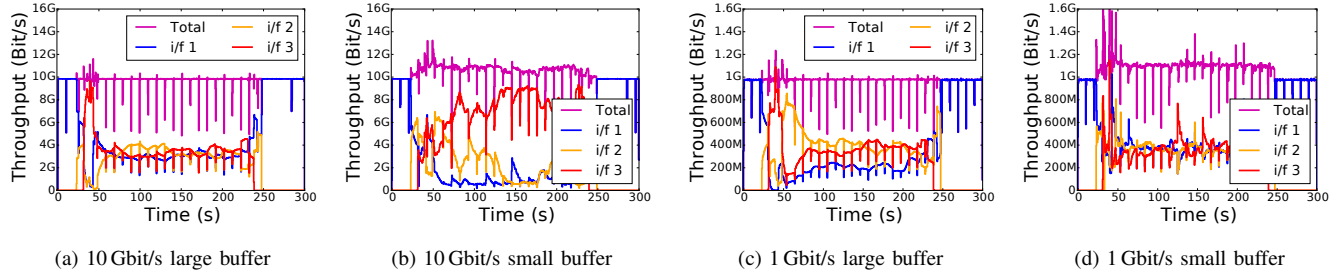 Throughput (Bit/s)
16G
14G
12G
10G
8G
6G
4G
2G
0
0 50 100 150 200 250 300
Time (s)
Total
i/f 1
i/f 2
i/f 3
(a) 10 Gbit/s large buffer
Throughput (Bit/s)
16G
14G
12G
10G
8G
6G
4G
2G
0
0 50 100 150 200 250 300
Time (s)
Total
i/f 1
i/f 2
i/f 3
(b) 10 Gbit/s small buffer
Throughput (Bit/s)
1.6G
1.4G
1.2G
1G
800M
600M
400M
200M
0
0 50 100 150 200 250 300
Time (s)
Total
i/f 1
i/f 2
i/f 3
(c) 1 Gbit/s large buffer
Throughput (Bit/s)
1.6G
1.4G
1.2G
1G
800M
600M
400M
200M
0
0 50 100 150 200 250 300
Time (s)
Total
i/f 1
i/f 2
i/f 3
(d) 1 Gbit/s small buffer